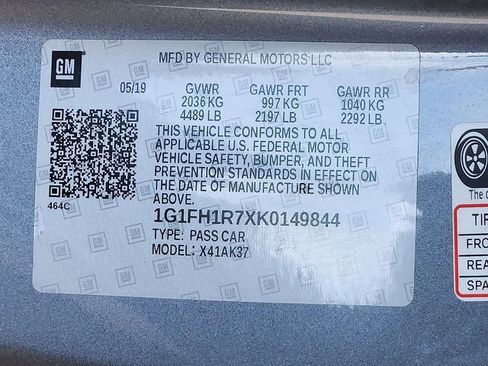 GM
MFD BY GENERAL MOTORS LLC
05/19 GVWR GAWR FRT GAWR RR
2036 KG 997 KG 1040 KG
4489 LB 2197 LB 2292 LB.
THIS VEHICLE CONFORMS TO ALL
APPLICABLE U.S. FEDERAL MOTOR
VEHICLE SAFETY, BUMPER, AND THEFT
PREVENTION STANDARDS IN EFFECT ON
THE DATE OF MANUFACTURE SHOWN
ABOVE.
464C
1G1FH1R7XK0149844
TYPE: PASS CAR
MODEL: X41AK37
The
TI
FRO
REA
SPA